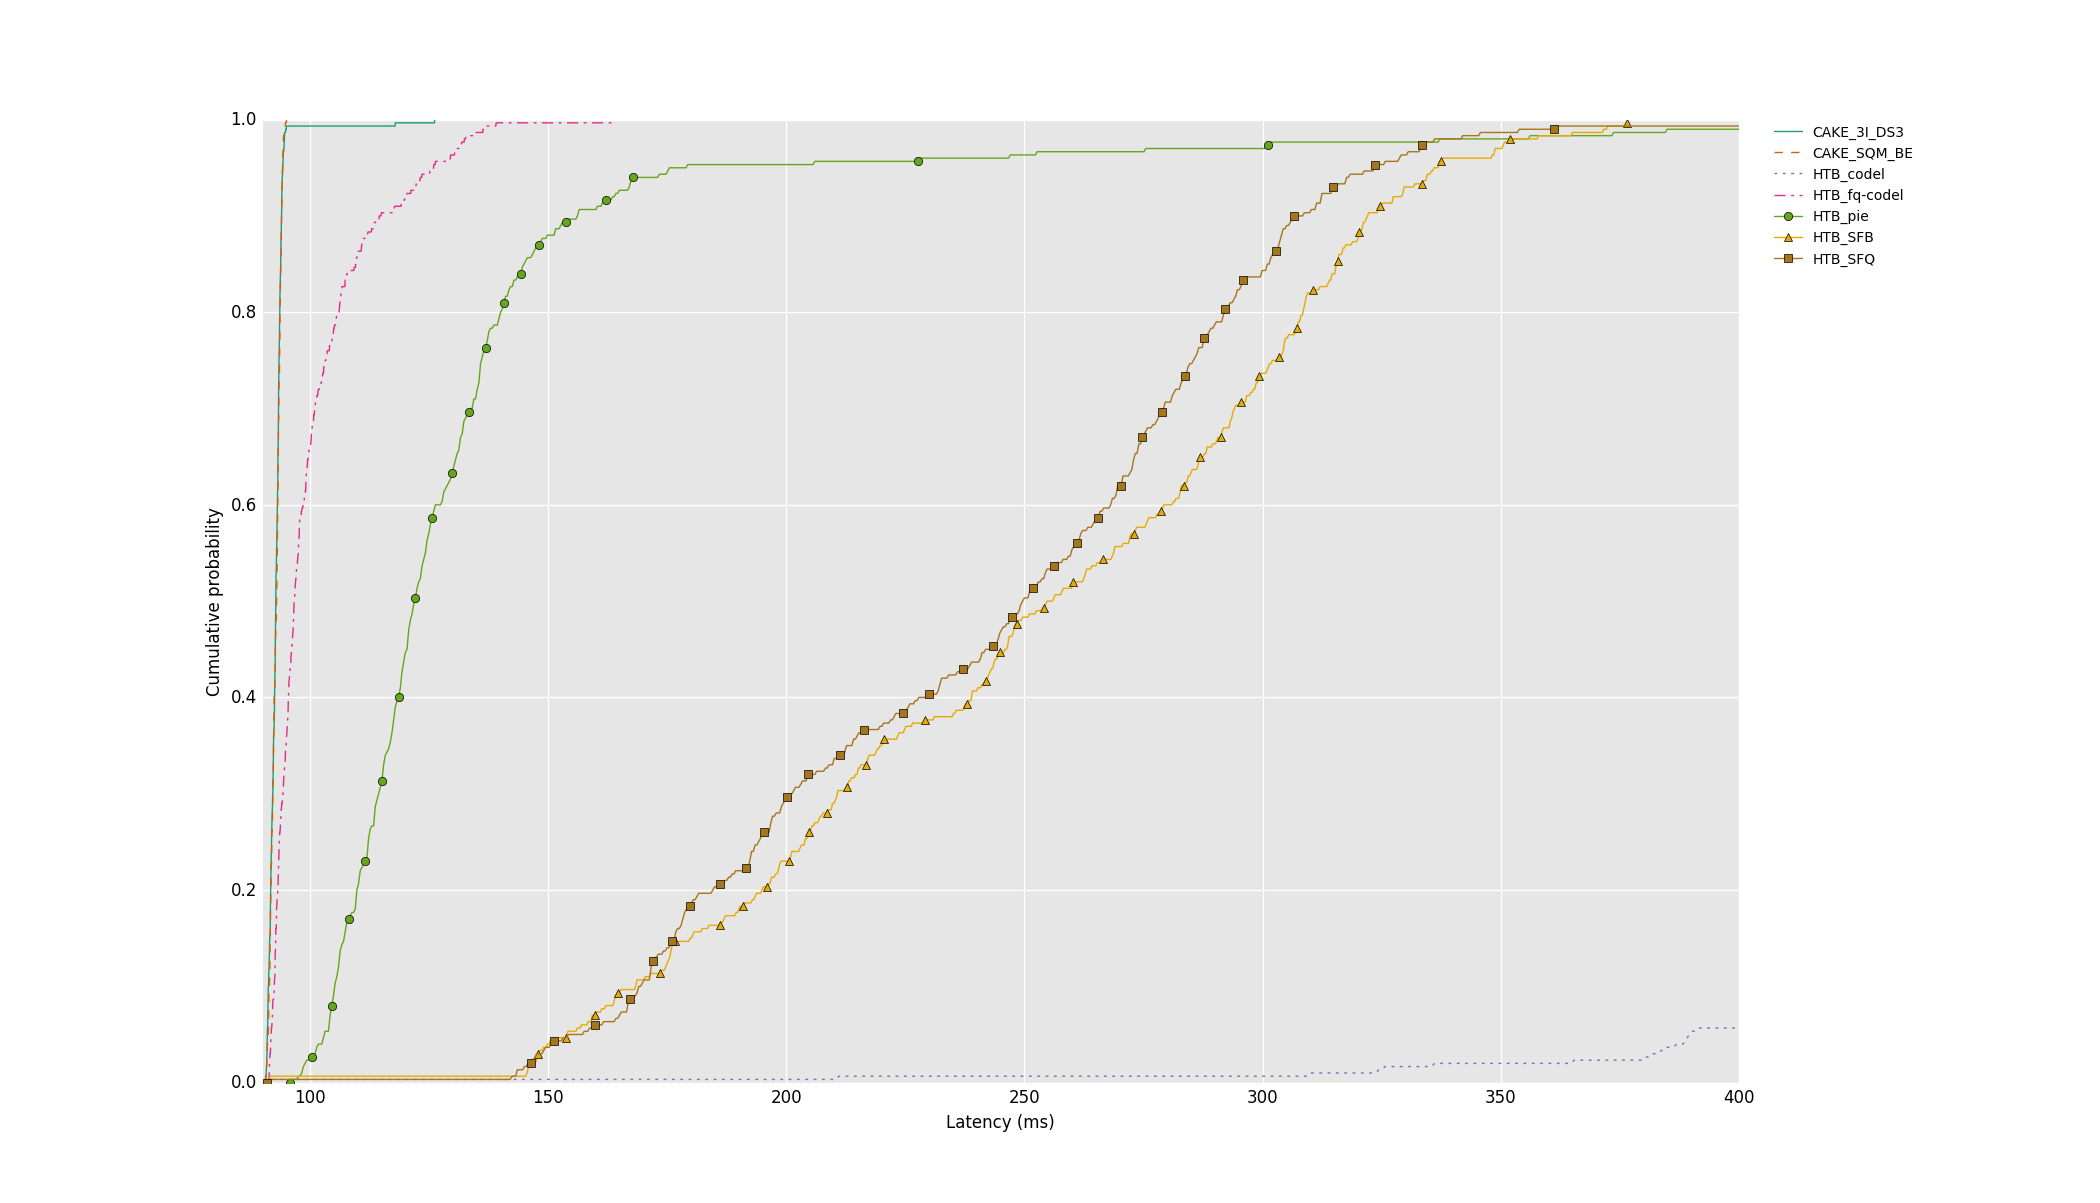 1.0
0.8
0.6
0.4
0.2
0.0
Cumulative probability
100 150 200 250 300 350 400
Latency (ms)
CAKE_3I_DS3
CAKE_SQM_BE
HTB_codel
HTB_fq-codel
HTB_pie
HTB_SFB
HTB_SFQ